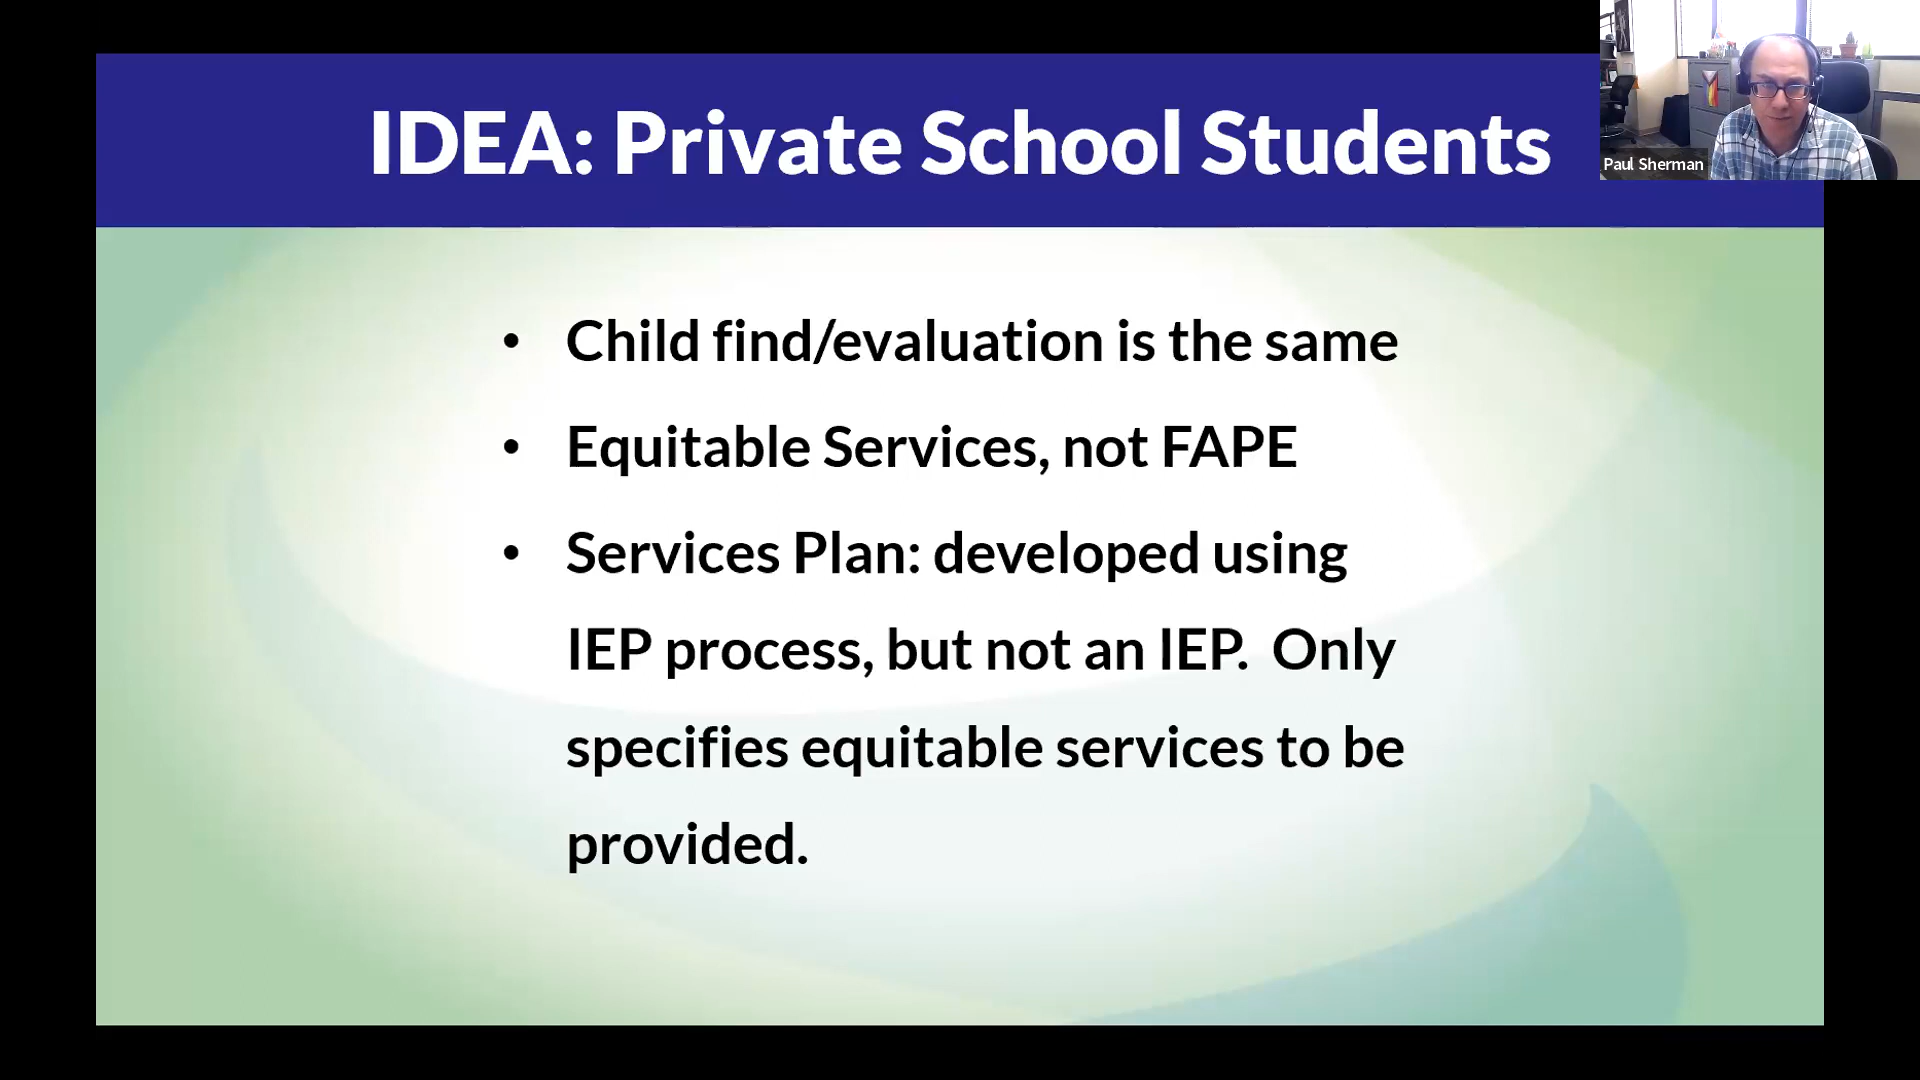 IDEA: Private School Students
Paul Sherman
• Child find/evaluation is the same
• Equitable Services, not FAPE
• Services Plan: developed using
IEP process, but not an IEP.  Only
specifies equitable services to be
provided.